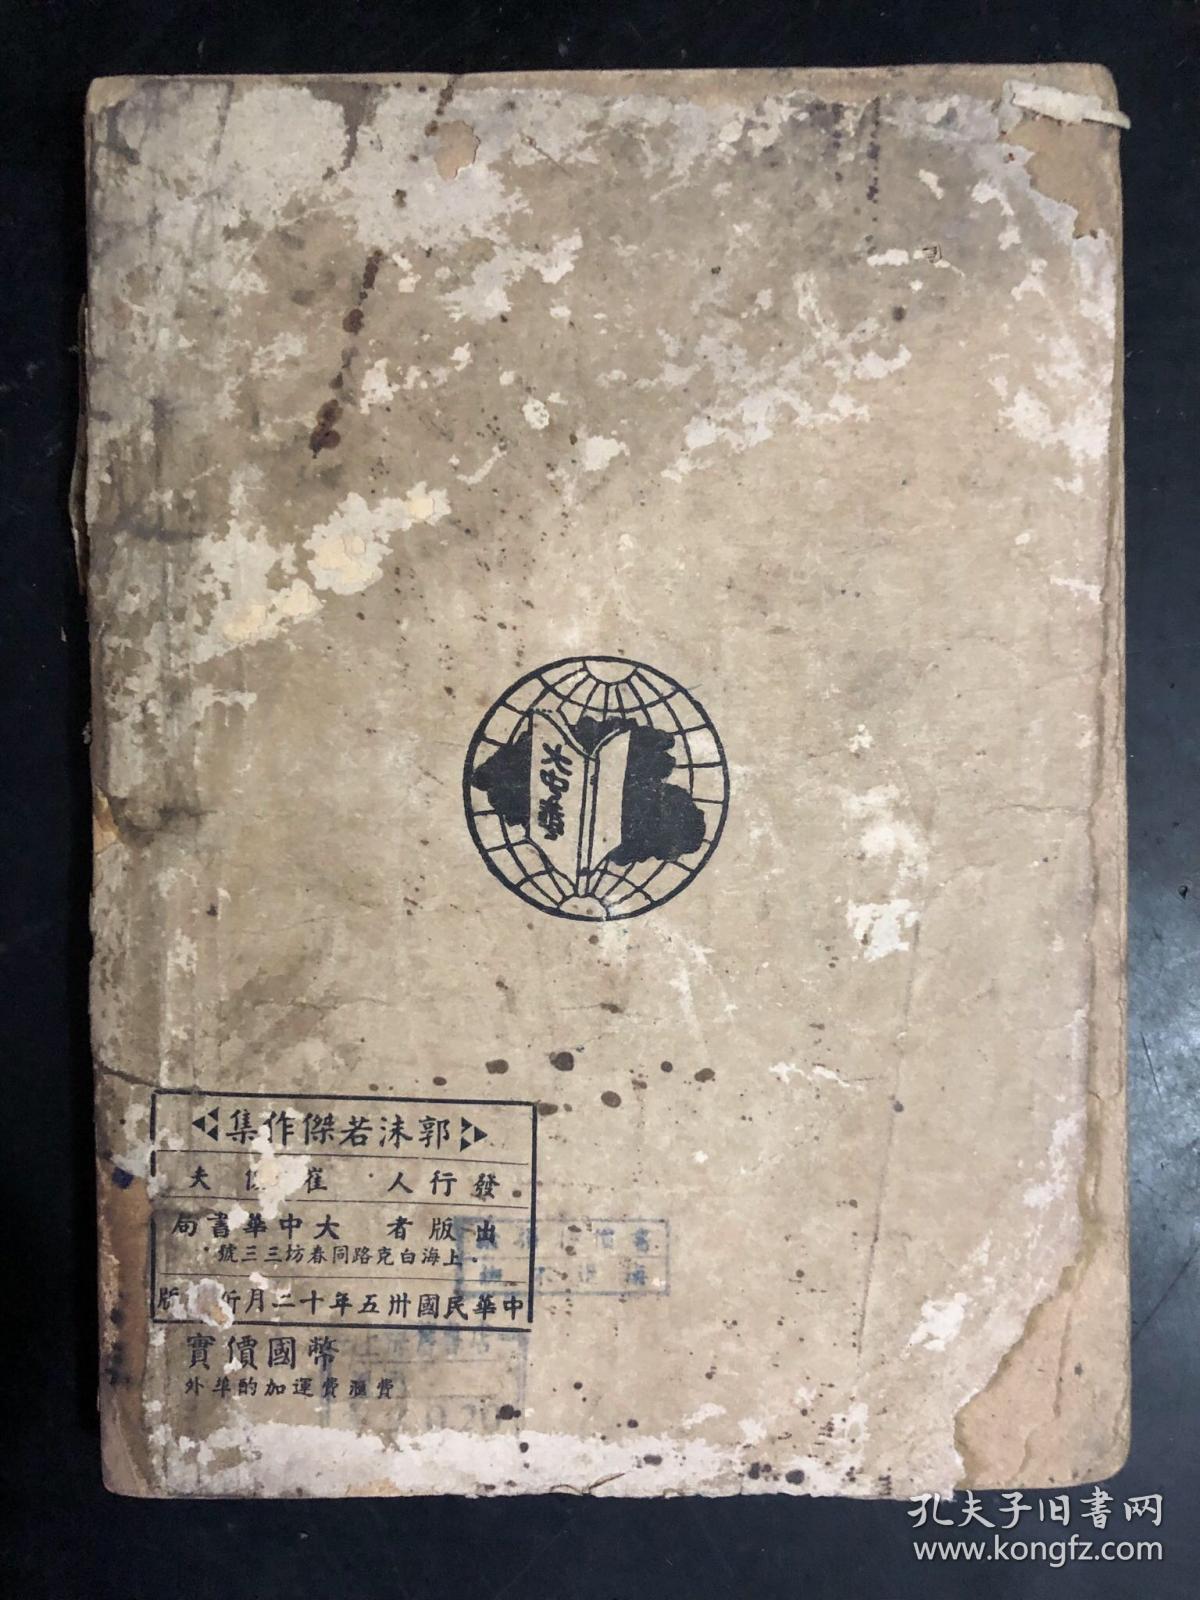 大中華
郭沫若傑作集
發行人 崔 夫
出版者 大中華書局
上海白克路同春坊三三號
中華民國卅五年十二月 版
實價國幣
外埠酌加運費滙費
孔夫子旧书网
www.kongfz.com